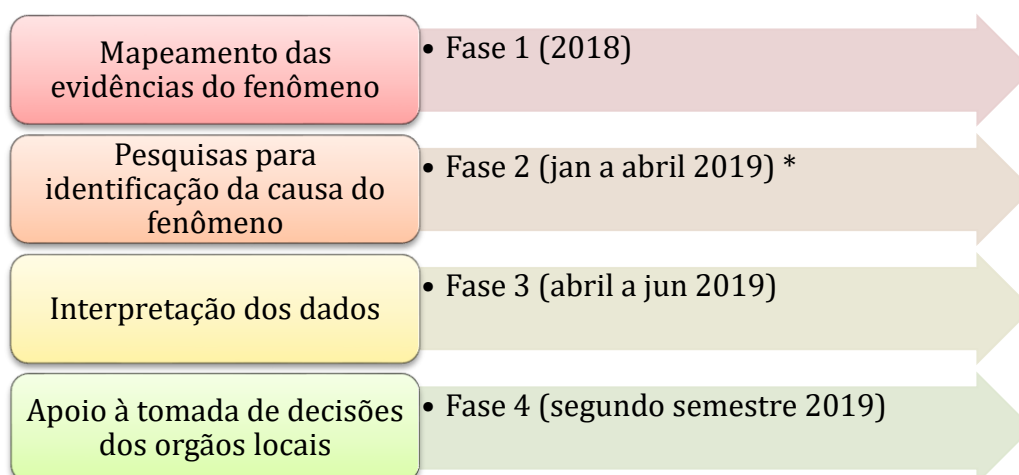 Mapeamento das
evidências do fenômeno
• Fase 1 (2018)
Pesquisas para
identificação da causa do
fenômeno
• Fase 2 (jan a abril 2019) *
Interpretação dos dados
• Fase 3 (abril a jun 2019)
Apoio à tomada de decisões
dos orgãos locais
• Fase 4 (segundo semestre 2019)